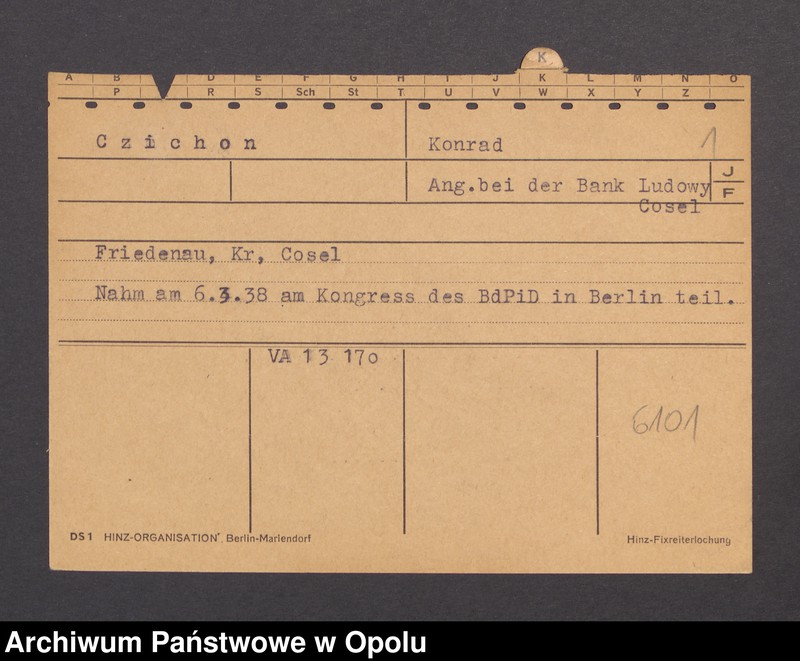 K
A B D E F G H I J K L M N O
P R S Sch St T U V W X Y Z
Czichon Konrad 1
Ang.bei der Bank Ludowy J
Cosel F
Friedenau, Kr, Cosel
Nahm am 6.3.38 am Kongress des BdPiD in Berlin teil.
VA 13 170
6101
DS1 HINZ-ORGANISATION Berlin-Mariendorf Hinz-Fixreiterlochung
Archiwum Państwowe w Opolu